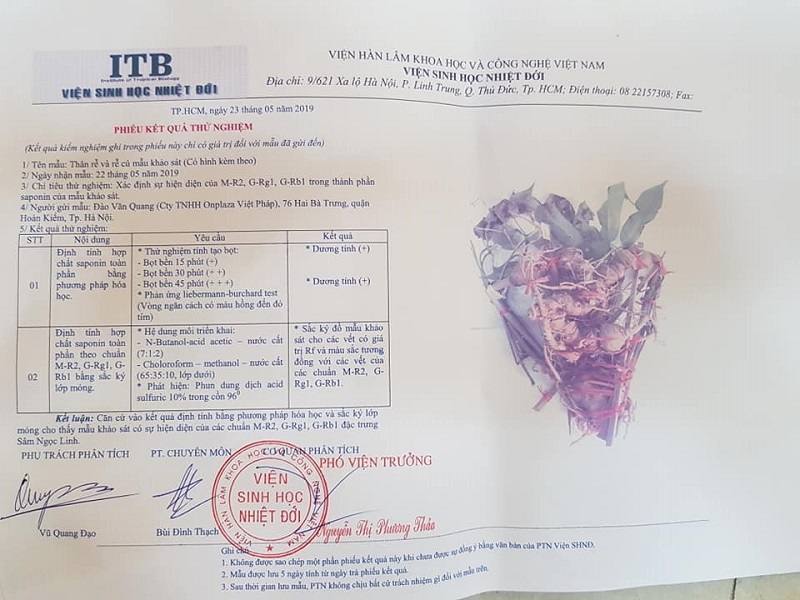 ITB
Institute of Tropical Biology
VIỆN SINH HỌC NHIỆT ĐỚI
VIỆN HÀN LÂM KHOA HỌC VÀ CÔNG NGHỆ VIỆT NAM
VIỆN SINH HỌC NHIỆT ĐỚI
Địa chỉ: 9/621 Xa lộ Hà Nội, P. Linh Trung, Q. Thủ Đức, Tp. HCM; Điện thoại: 08 22157308; Fax:
TP.HCM, ngày 23 tháng 05 năm 2019
PHIẾU KẾT QUẢ THỬ NGHIỆM
(Kết quả kiểm nghiệm ghi trong phiếu này chỉ có giá trị đối với mẫu đã gửi đến)
1/ Tên mẫu: Thân rễ và rễ củ mẫu khảo sát (Có hình kèm theo)
2/ Ngày nhận mẫu: 22 tháng 05 năm 2019
3/ Chỉ tiêu thử nghiệm: Xác định sự hiện diện của M-R2, G-Rg1, G-Rb1 trong thành phần
saponin của mẫu khảo sát.
4/ Người gửi mẫu: Đào Văn Quang (Cty TNHH Onplaza Việt Pháp), 76 Hai Bà Trưng, quận
Hoàn Kiếm, Tp. Hà Nội.
5/ Kết quả thử nghiệm:
STT Nội dung Yêu cầu Kết quả
01
Định tính hợp
chất saponin toàn
phần bằng
phương pháp hóa
học.
* Thử nghiệm tính tạo bọt:
- Bọt bền 15 phút (+)
- Bọt bền 30 phút (+ +)
- Bọt bền 45 phút (+ + +)
* Phản ứng liebermann-burchard test
(Vòng ngăn cách có màu hồng đến đỏ
tím)
* Dương tính (+)
* Dương tính (+)
02
Định tính hợp
chất saponin toàn
phần theo chuẩn
M-R2, G-Rg1, G-
Rb1 bằng sắc ký
lớp mỏng.
* Hệ dung môi triển khai:
- N-Butanol-acid acetic – nước cất
(7:1:2)
- Choloroform – methanol – nước cất
(65:35:10, lớp dưới)
* Phát hiện: Phun dung dịch acid
sulfuric 10% trong cồn 96⁰
* Sắc ký đồ mẫu khảo
sát cho các vết có giá
trị Rf và màu sắc tương
đồng với các vết của
các chuẩn M-R2, G-
Rg1, G-Rb1.
Kết luận: Căn cứ vào kết quả định tính bằng phương pháp hóa học và sắc ký lớp
mỏng cho thấy mẫu khảo sát có sự hiện diện của các chuẩn M-R2, G-Rg1, G-Rb1 đặc trưng
Sâm Ngọc Linh.
PHỤ TRÁCH PHÂN TÍCH PT. CHUYÊN MÔN CƠ QUAN PHÂN TÍCH
PHÓ VIỆN TRƯỞNG
VIỆN HÀN LÂM KHOA HỌC VÀ CÔNG NGHỆ VIỆT NAM
VIỆN
SINH HỌC
NHIỆT ĐỚI
Vũ Quang Đạo Bùi Đình Thạch Nguyễn Thị Phương Thảo
Ghi chú:
1. Không được sao chép một phần phiếu kết quả này khi chưa được sự đồng ý bằng văn bản của PTN Viện SHNĐ.
2. Mẫu được lưu 5 ngày tính từ ngày trả phiếu kết quả.
3. Sau thời gian lưu mẫu, PTN không chịu bất cứ trách nhiệm gì đối với mẫu trên.